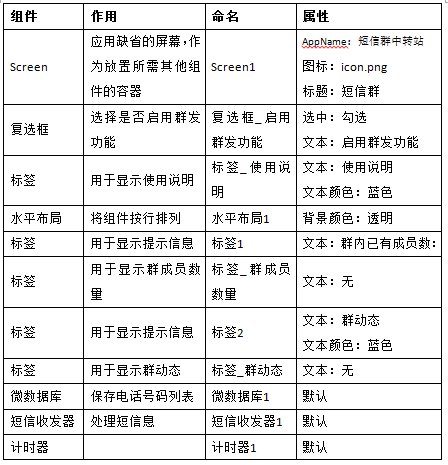 组件 作用 命名 属性
Screen 应用缺省的屏幕,作为放置所需其他组件的容器 Screen1 AppName: 短信群中转站
图标: icon.png
标题: 短信群
复选框 选择是否启用群发功能 复选框_启用群发功能 选中: 勾选
文本: 启用群发功能
标签 用于显示使用说明 标签_使用说明 文本: 使用说明
文本颜色: 蓝色
水平布局 将组件按行排列 水平布局1 背景颜色: 透明
标签 用于显示提示信息 标签1 文本: 群内已有成员数:
标签 用于显示群成员数量 标签_群成员数量 文本: 无
标签 用于显示提示信息 标签2 文本: 群动态
文本颜色: 蓝色
标签 用于显示群动态 标签_群动态 文本: 无
微数据库 保存电话号码列表 微数据库1 默认
短信收发器 处理短信息 短信收发器1 默认
计时器 计时器1 默认